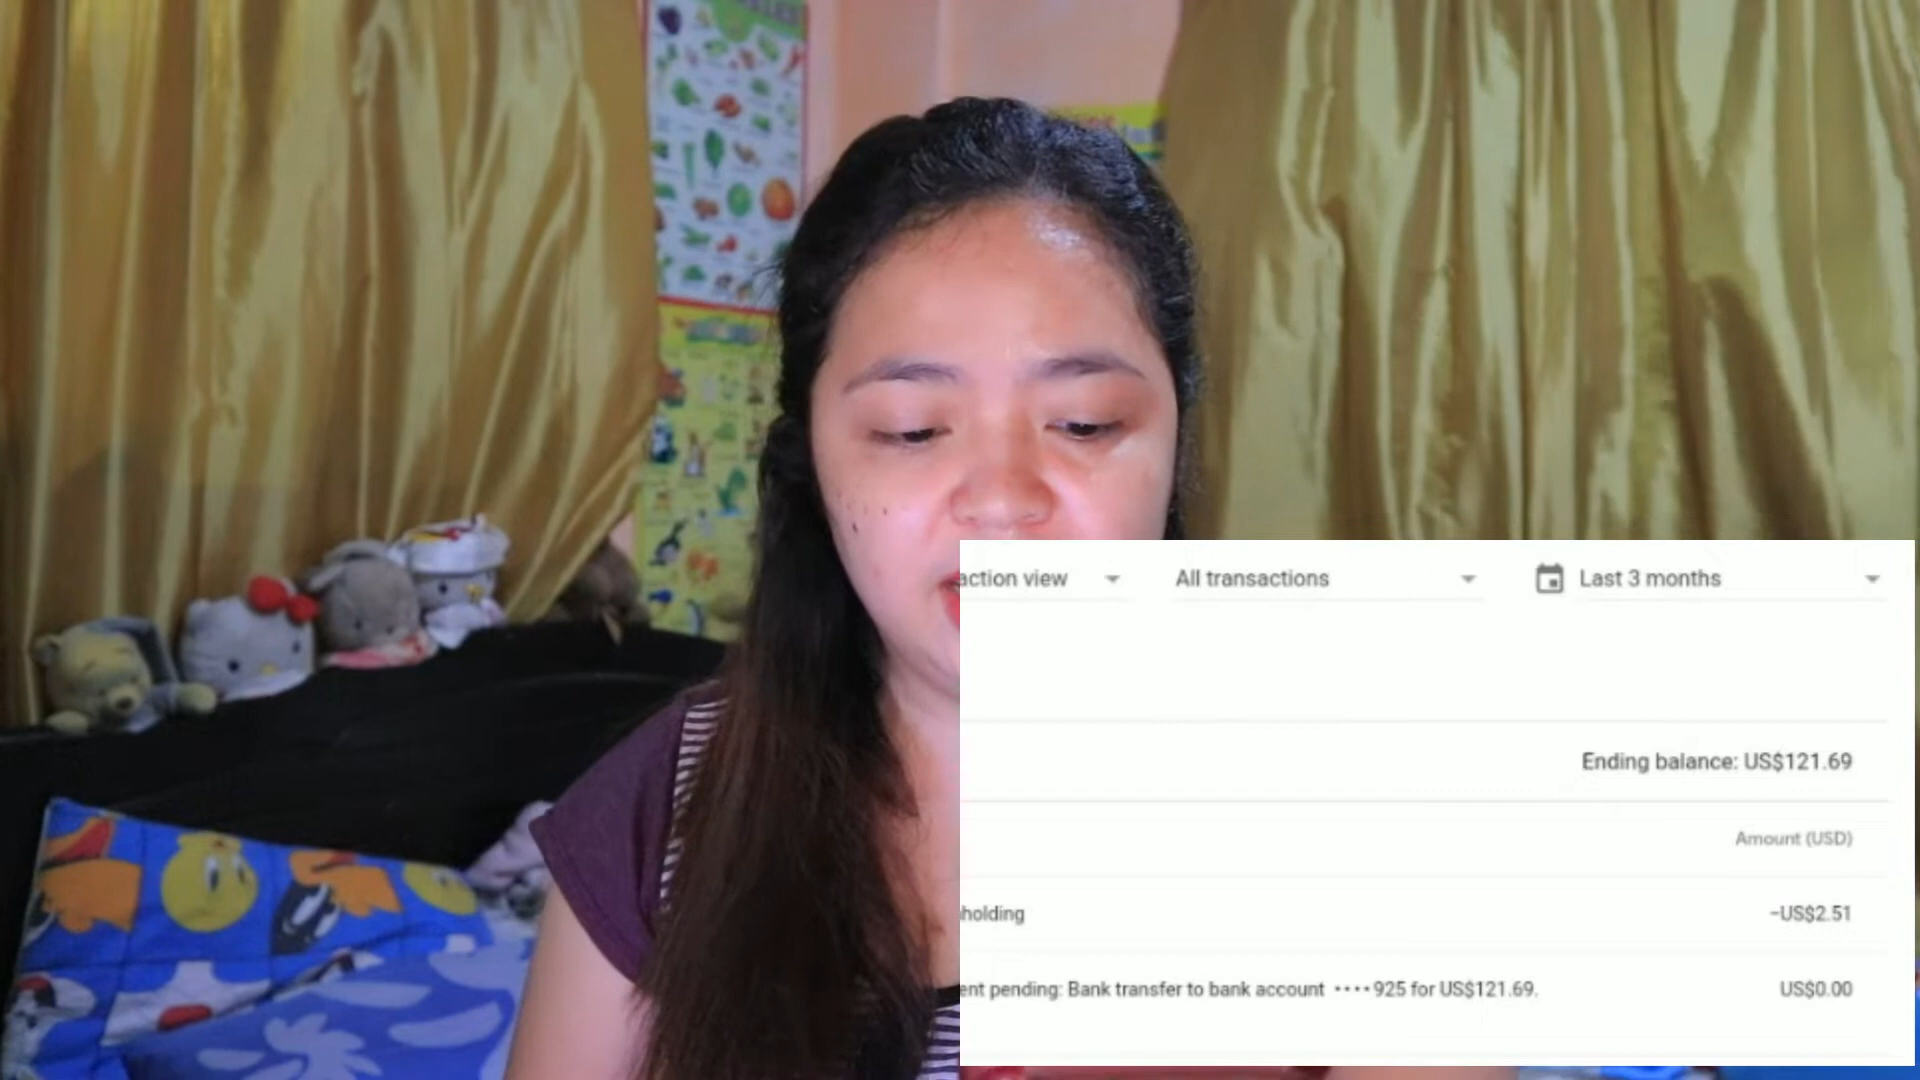 action view
All transactions
Last 3 months
Ending balance: US$121.69
Amount (USD)
holding
-US$2.51
ent pending: Bank transfer to bank account ····925 for US$121.69.
US$0.00